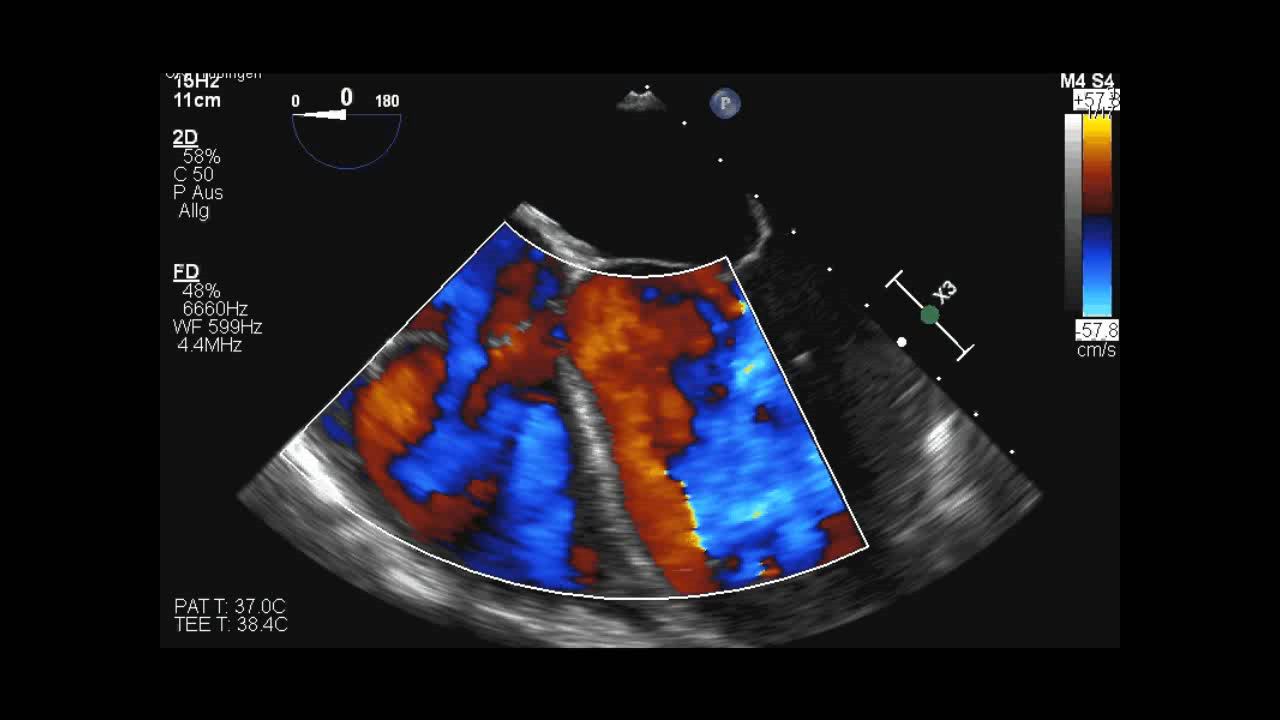 15Hz
11cm
0 0 180
2D
58%
C 50
P Aus
Allg
FD
48%
6660Hz
WF 599Hz
4.4MHz
P
M4 S4
+57.8
X3
-57.8
cm/s
PAT T: 37.0C
TEE T: 38.4C